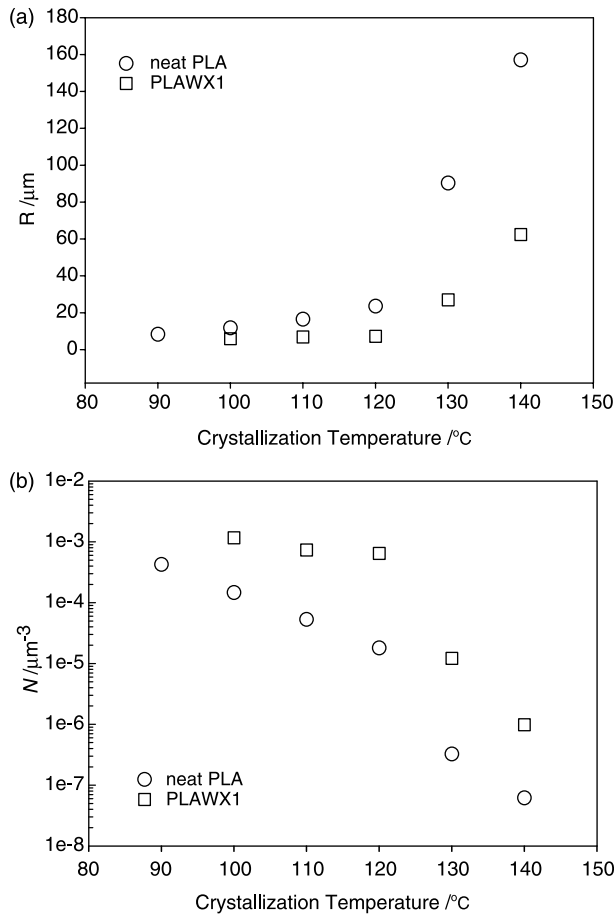 (a)
180
160
140
120
100
80
60
40
20
0
R /μm
neat PLA
PLAWX1
80 90 100 110 120 130 140 150
Crystallization Temperature /°C
(b)
1e-2
1e-3
1e-4
1e-5
1e-6
1e-7
1e-8
N /μm-3
neat PLA
PLAWX1
80 90 100 110 120 130 140 150
Crystallization Temperature /°C